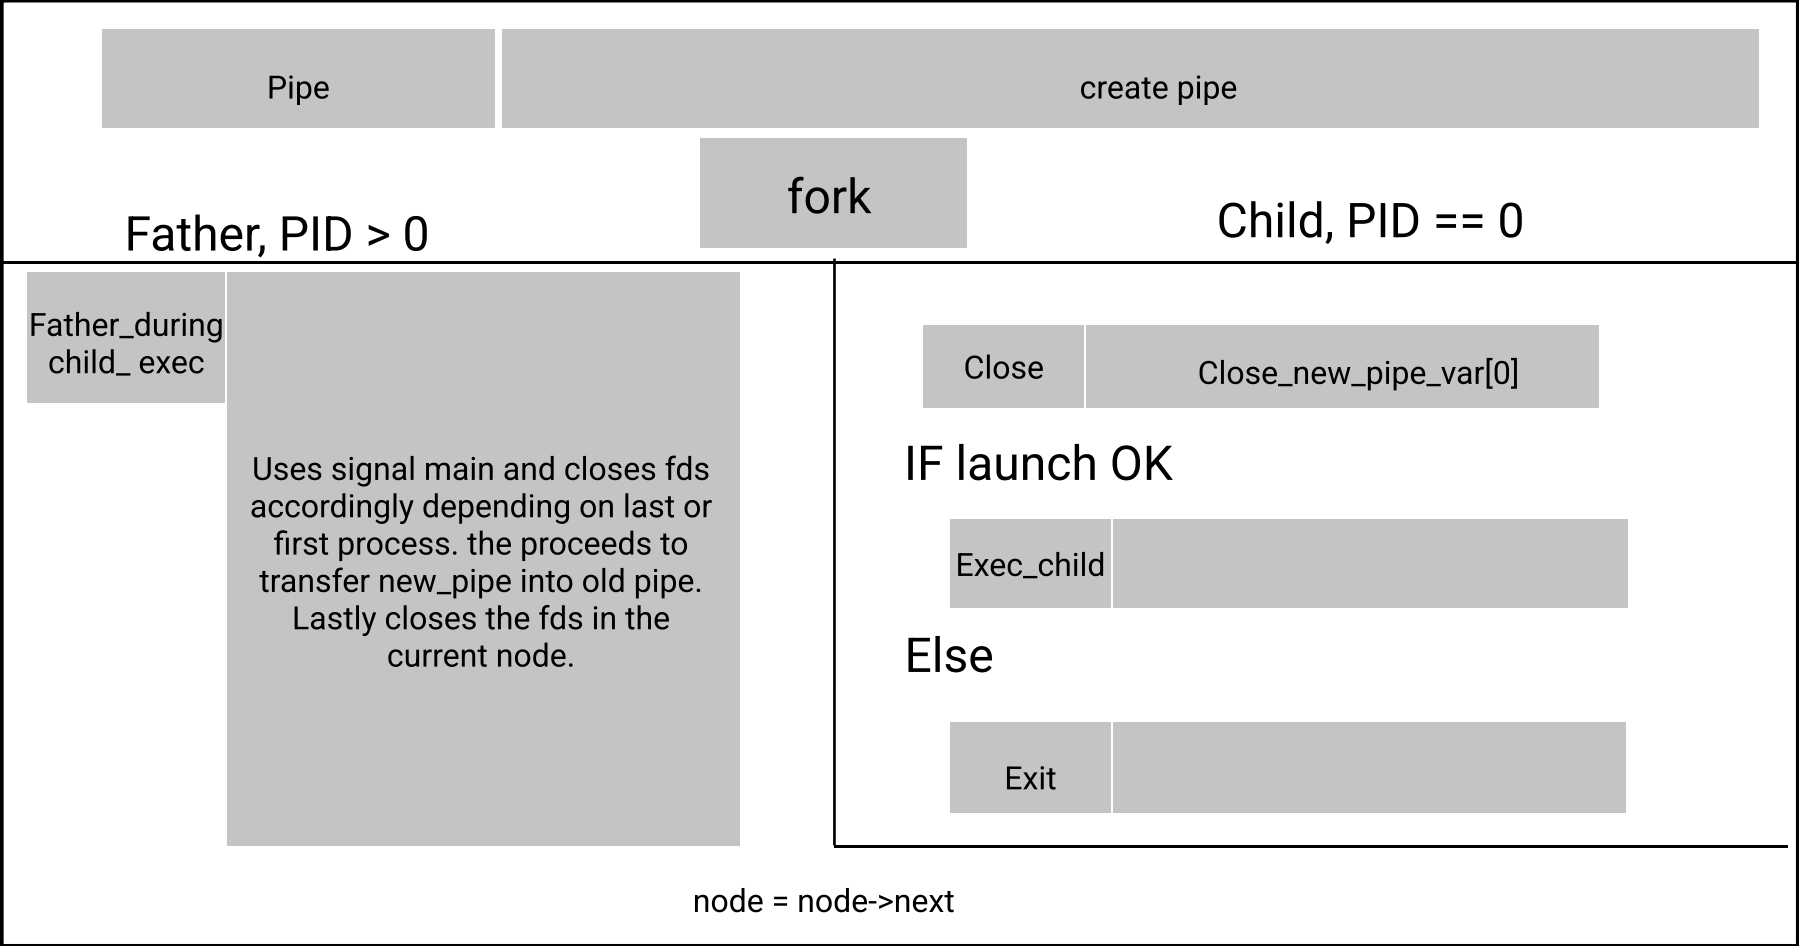 Pipe
create pipe
fork
Father, PID > 0
Child, PID == 0
Father_during
child_ exec
Uses signal main and closes fds
accordingly depending on last or
first process. the proceeds to
transfer new_pipe into old pipe.
Lastly closes the fds in the
current node.
Close
Close_new_pipe_var[0]
IF launch OK
Exec_child
Else
Exit
node = node->next